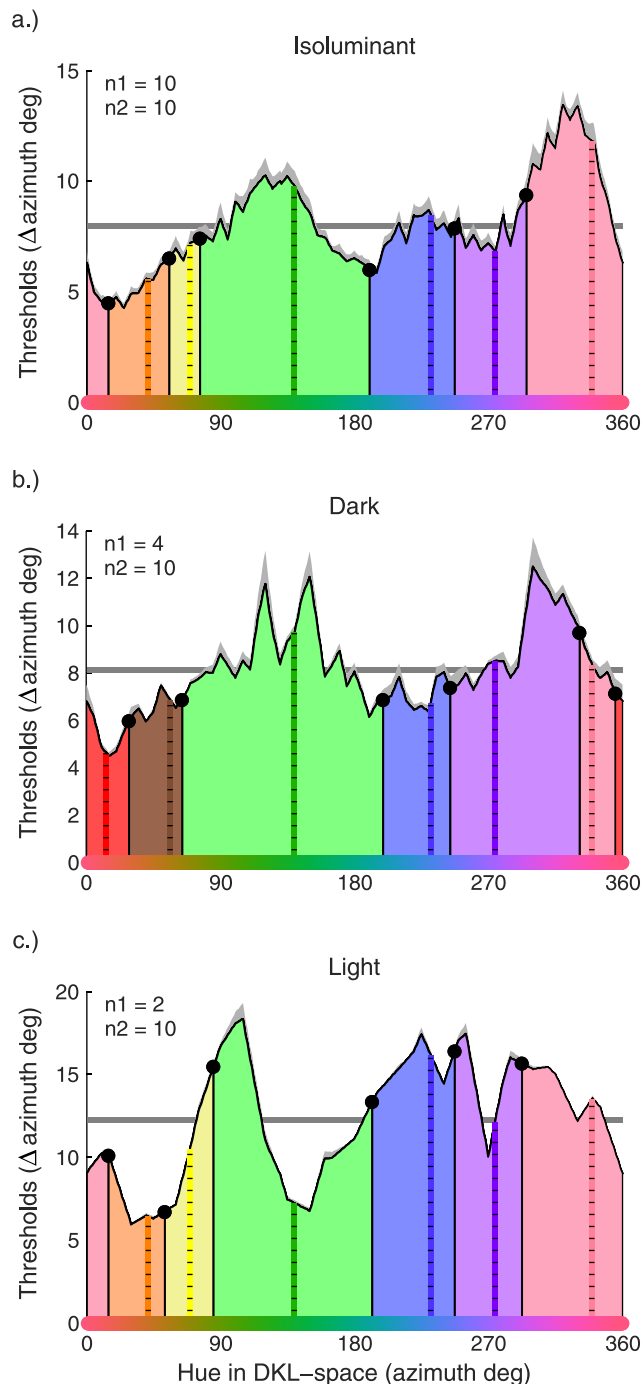 a.)
Isoluminant
n1 = 10
n2 = 10
Thresholds (Δazimuth deg)
15
10
5
0
0
90
180
270
360
b.)
Dark
n1 = 4
n2 = 10
Thresholds (Δazimuth deg)
14
12
10
8
6
4
2
0
0
90
180
270
360
c.)
Light
n1 = 2
n2 = 10
Thresholds (Δazimuth deg)
20
15
10
5
0
0
90
180
270
360
Hue in DKL−space (azimuth deg)